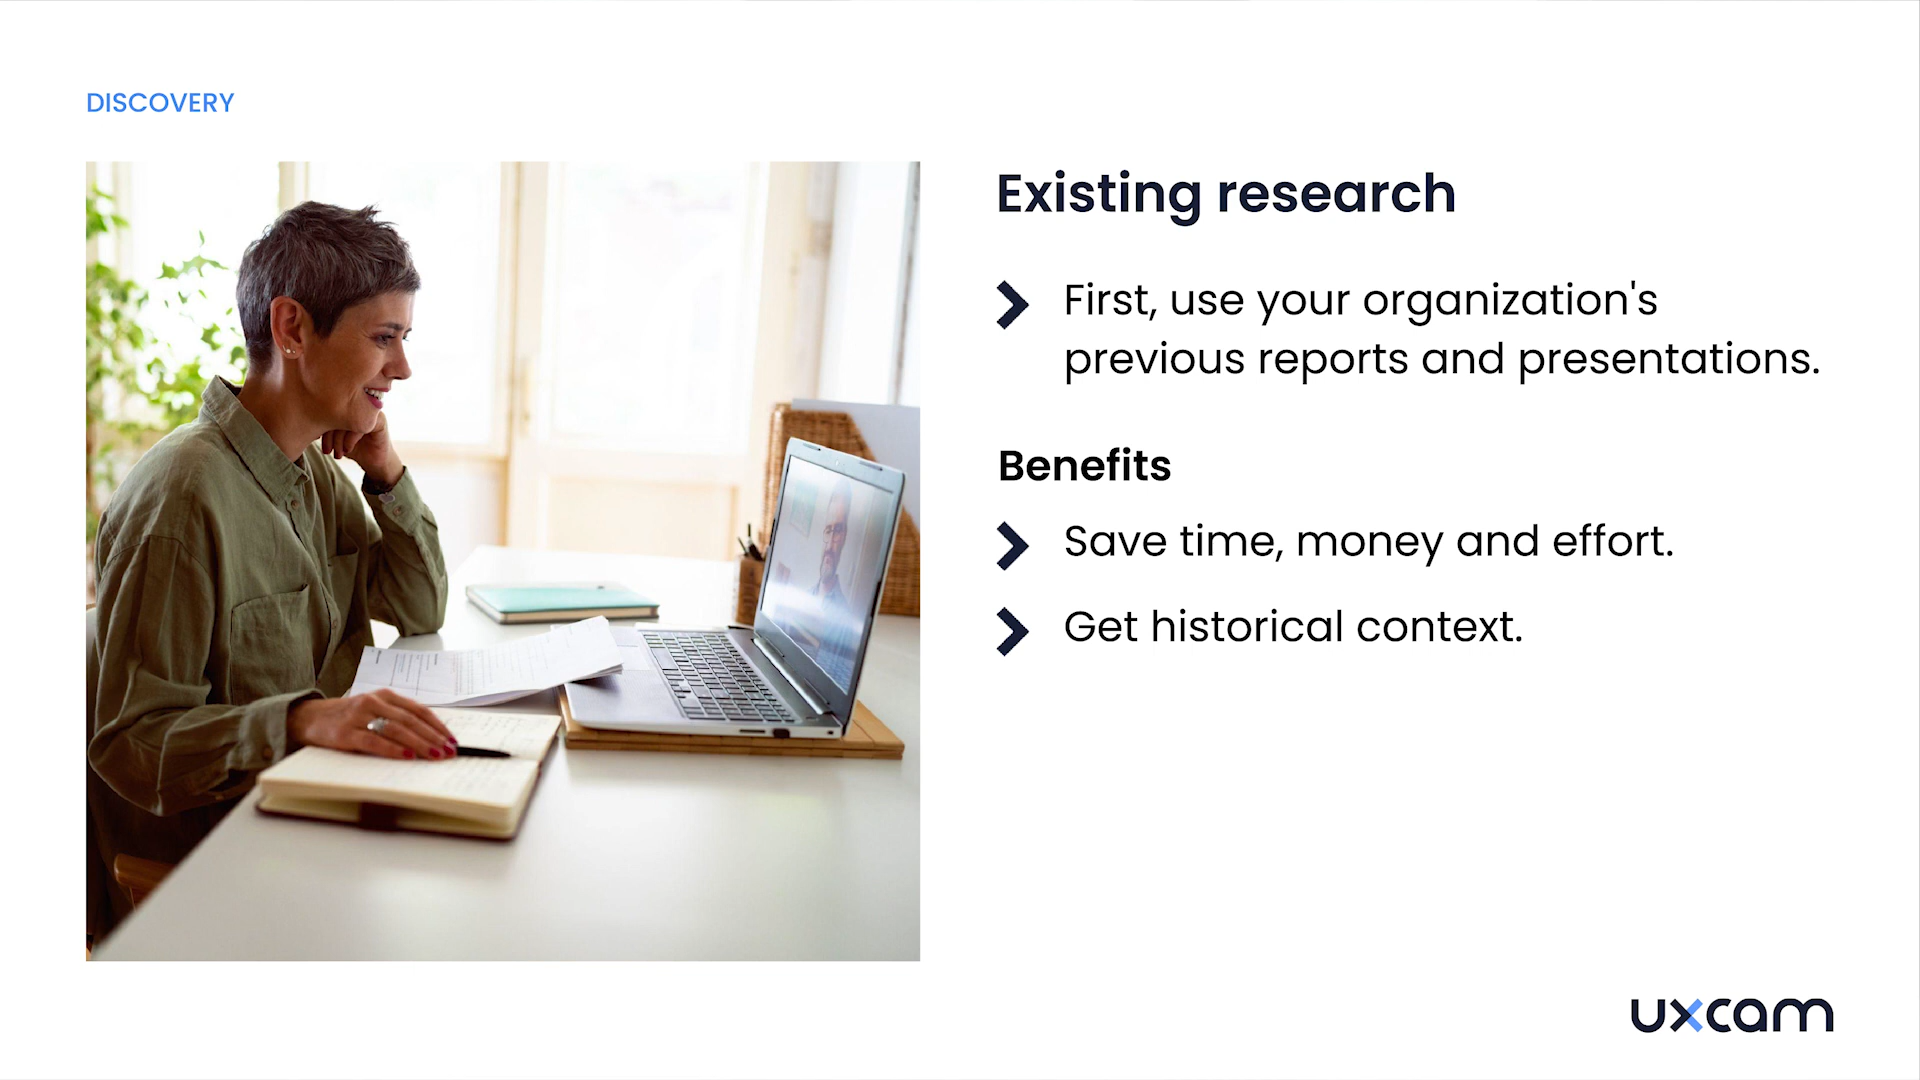 DISCOVERY
Existing research
First, use your organization's
previous reports and presentations.
Benefits
Save time, money and effort.
Get historical context.
uxcam